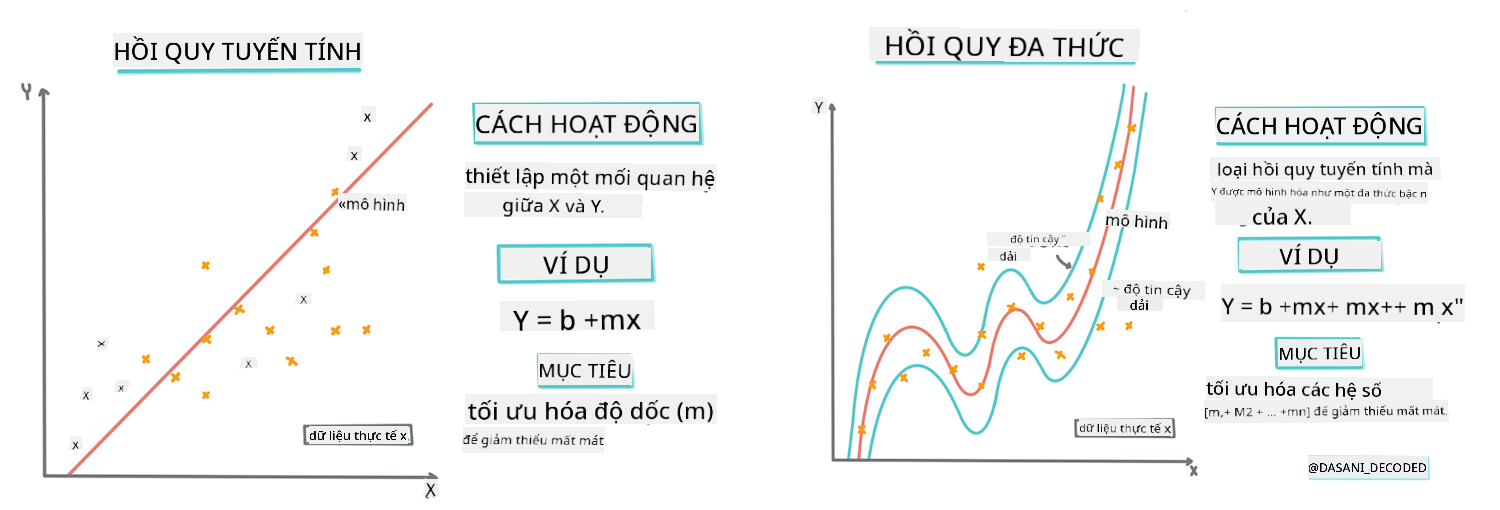 HỒI QUY TUYẾN TÍNH
Y
x
x
«mô hình
x
x
x
x
x
x
dữ liệu thực tế x
X
CÁCH HOẠT ĐỘNG
thiết lập một mối quan hệ
giữa X và Y.
VÍ DỤ
Y = b +mx
MỤC TIÊU
tối ưu hóa độ dốc (m)
để giảm thiểu mất mát
HỒI QUY ĐA THỨC
Y
mô hình
độ tin cậy "
dải
~ độ tin cậy
dải
dữ liệu thực tế x
X
CÁCH HOẠT ĐỘNG
loại hồi quy tuyến tính mà
Y được mô hình hóa như một đa thức bậc n
của X.
VÍ DỤ
Y = b +mx+ mx++ m x"
MỤC TIÊU
tối ưu hóa các hệ số
[m,+ M2 + ... +mn] để giảm thiểu mất mát.
@DASANI_DECODED